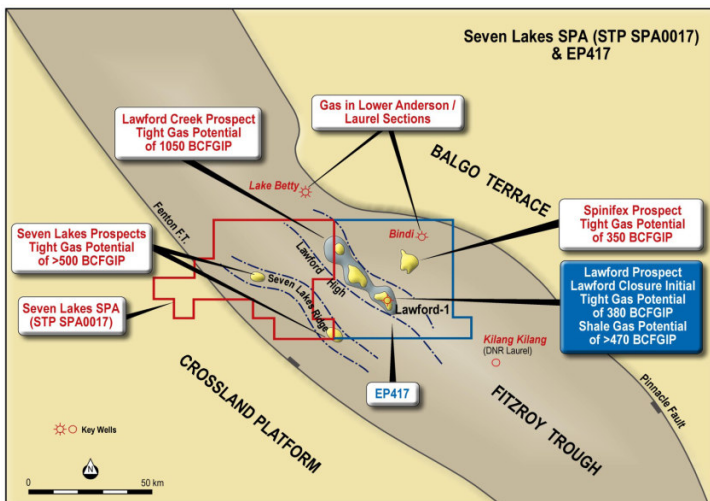 Seven Lakes SPA (STP SPA0017)
& EP417
Lawford Creek Prospect
Tight Gas Potential
of 1050 BCFGIP
Gas in Lower Anderson /
Laurel Sections
BALGO TERRACE
Lake Betty
Bindi
Fenton F.T.
Spinifex Prospect
Tight Gas Potential
of 350 BCFGIP
Seven Lakes Prospects
Tight Gas Potential
of >500 BCFGIP
Lawford High
Seven Lakes Ridge
Lawford-1
Lawford Prospect
Lawford Closure Initial
Tight Gas Potential
of 380 BCFGIP
Shale Gas Potential
of >470 BCFGIP
Seven Lakes SPA
(STP SPA0017)
Kilang Kilang
(DNR Laurel)
EP417
CROSSLAND PLATFORM
FITZROY TROUGH
Pinnacle Fault
Key Wells
N
0
50 km